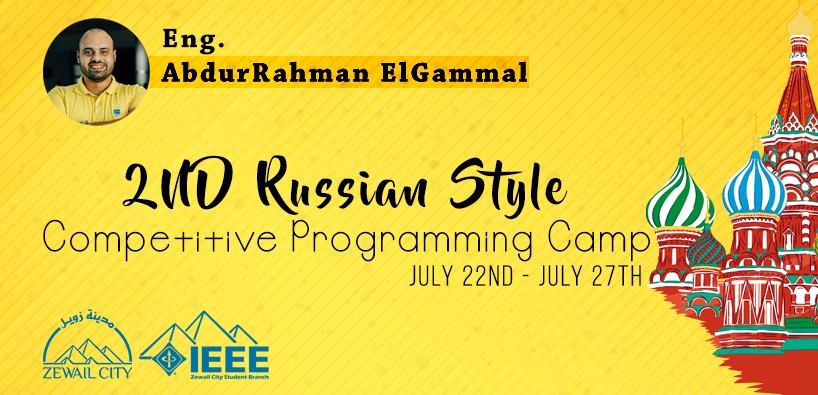 Eng.
AbdurRahman ElGammal
2ND Russian Style
Competitive Programming Camp
JULY 22ND - JULY 27TH
مدينة زويل
ZEWAIL CITY
IEEE
Zewail City Student Branch